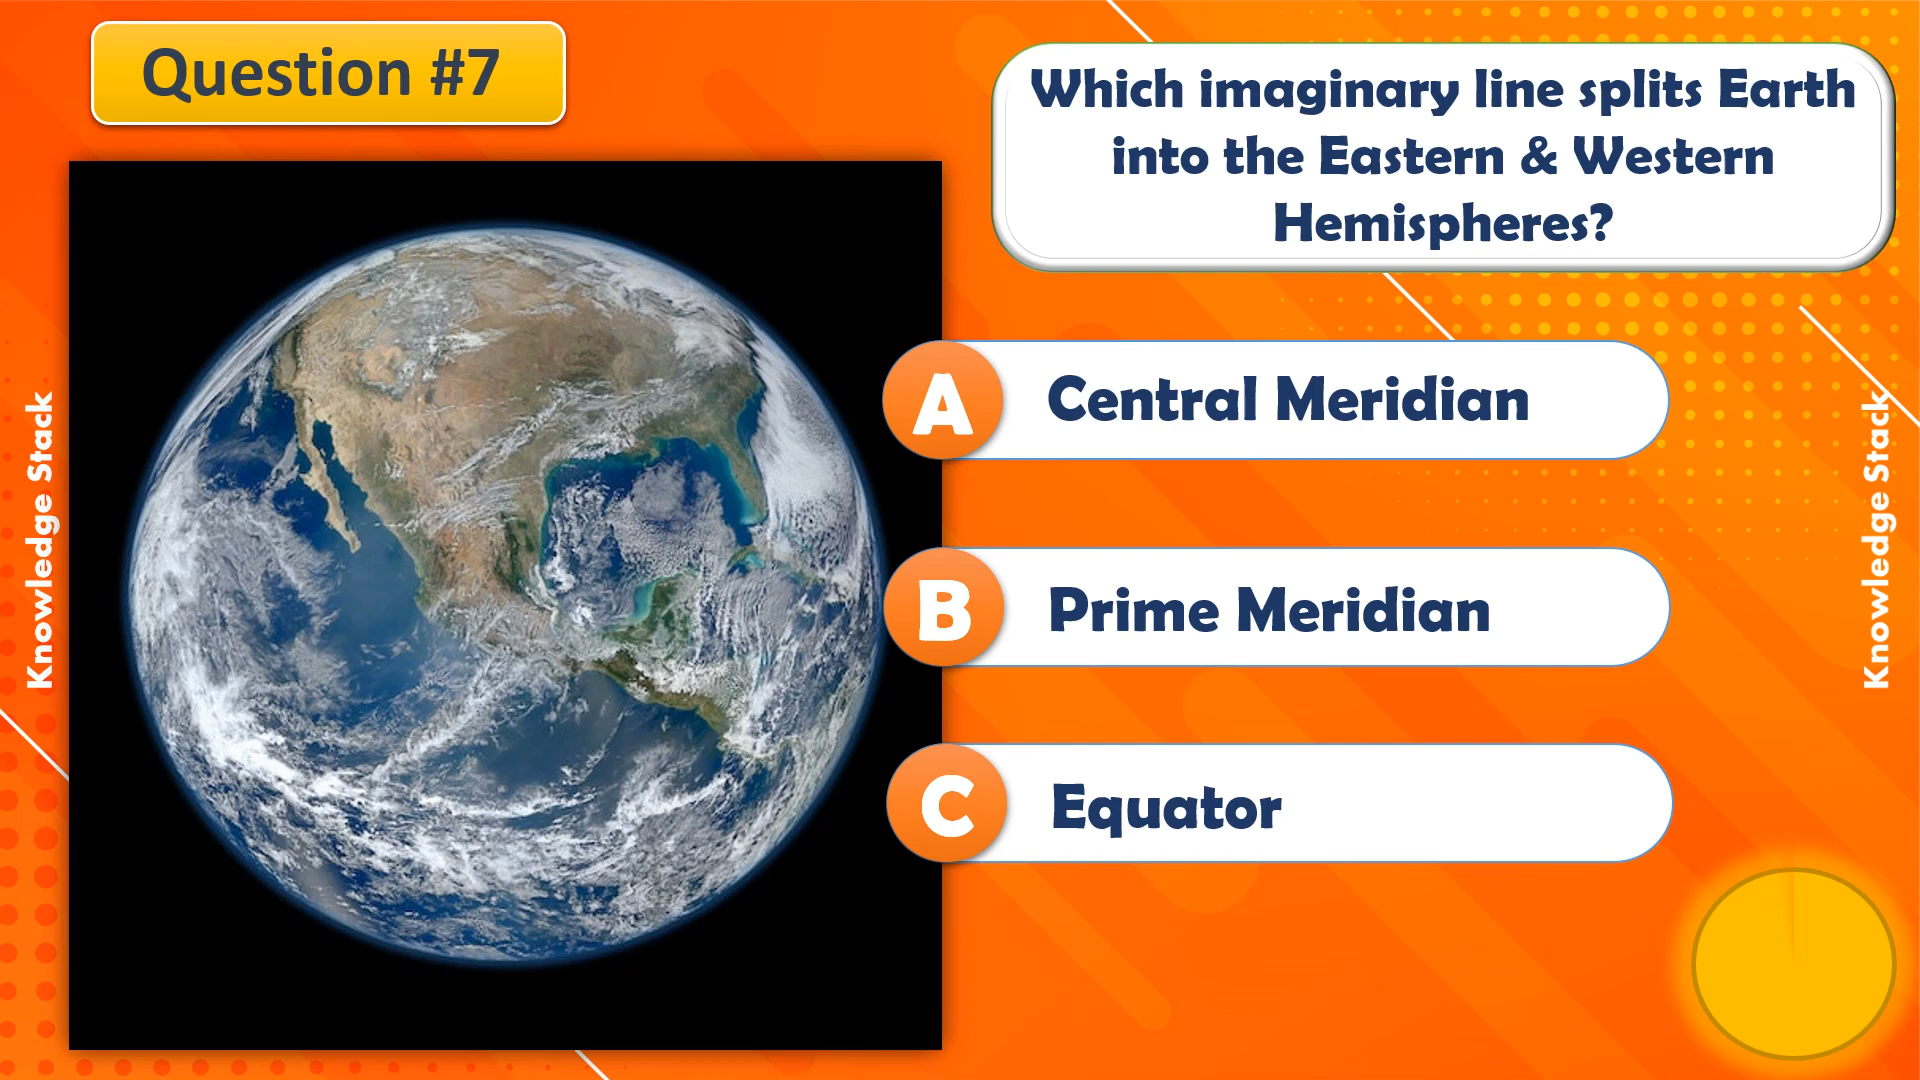 Question #7
Which imaginary line splits Earth
into the Eastern & Western
Hemispheres?
A Central Meridian
B Prime Meridian
C Equator
Knowledge Stack
Knowledge Stack